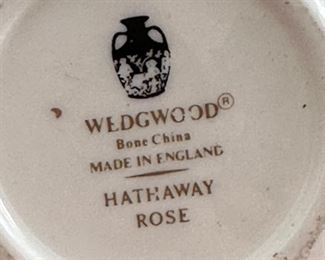 WEDGWOOD®
Bone China
MADE IN ENGLAND
HATHAWAY
ROSE